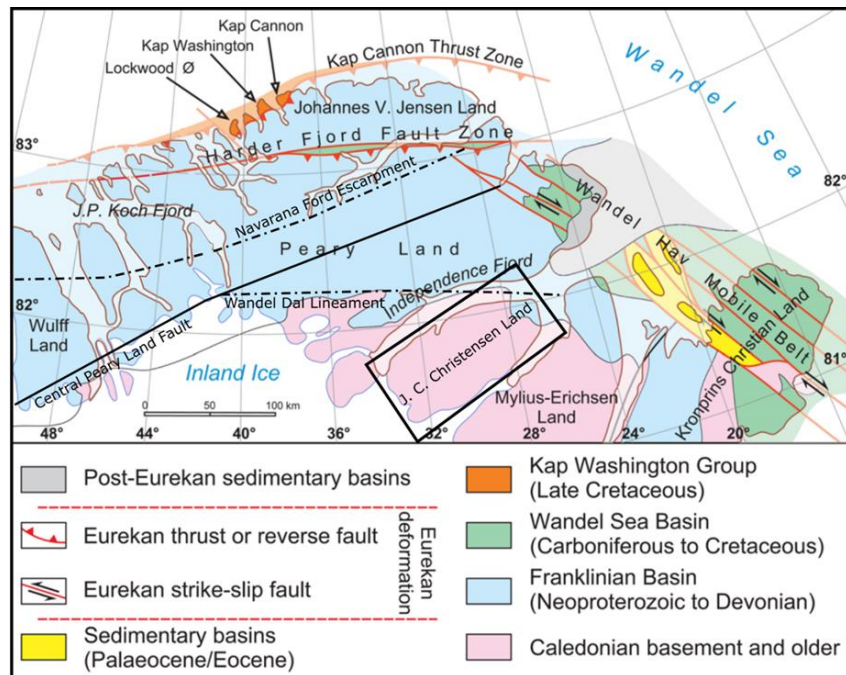 Kap Cannon
Kap Washington
Lockwood Ø
Kap Cannon Thrust Zone
Wandel Sea
Johannes V. Jensen Land
83°
Harder Fjord Fault Zone
82°
J.P. Koch Fjord
Navarana Ford Escarpment
Wandel
Peary Land
Hav
Mobile Belt
Independence Fjord
82°
Wandel Dal Lineament
Wulff
Land
Central Peary Land Fault
Inland Ice
J. C. Christensen Land
Kronprins Christian Land
81°
Mylius-Erichsen
Land
0 50 100 km
48° 44° 40° 36° 32° 28° 24° 20°
Post-Eurekan sedimentary basins
Eurekan thrust or reverse fault
Eurekan strike-slip fault
Eurekan
deformation
Sedimentary basins
(Palaeocene/Eocene)
Kap Washington Group
(Late Cretaceous)
Wandel Sea Basin
(Carboniferous to Cretaceous)
Franklinian Basin
(Neoproterozoic to Devonian)
Caledonian basement and older